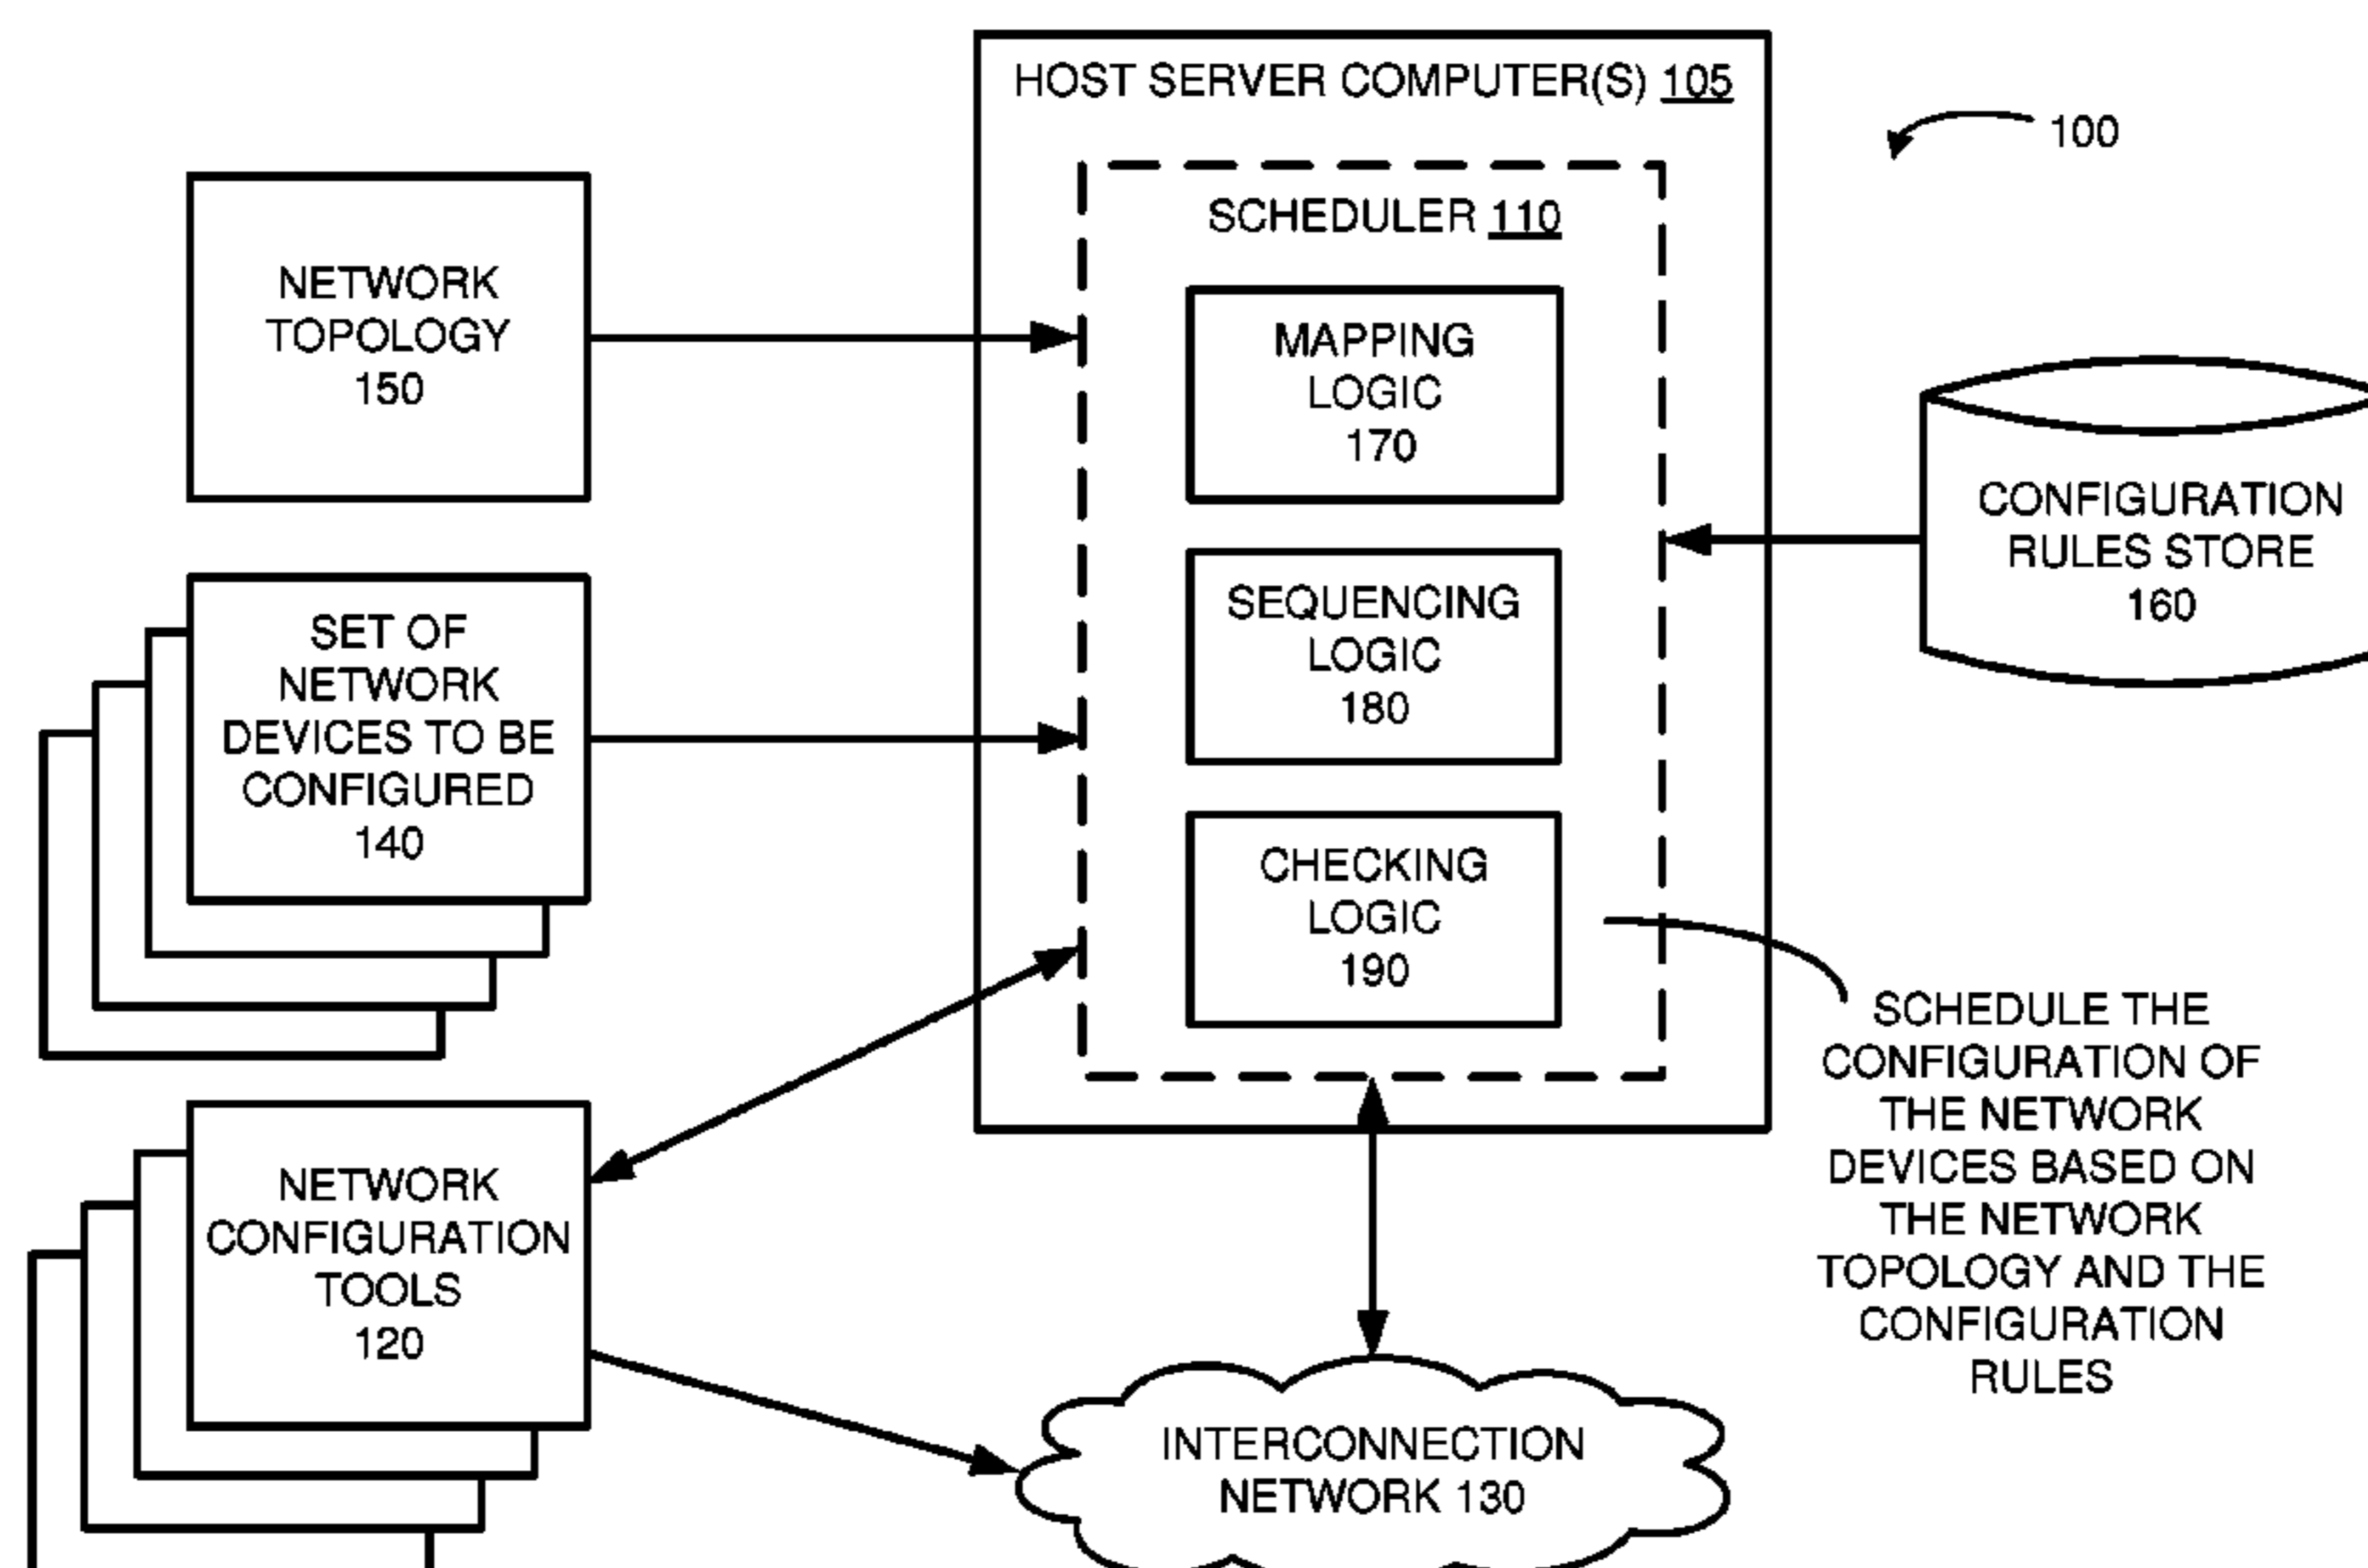 HOST SERVER COMPUTER(S) 105
100
SCHEDULER 110
NETWORK
TOPOLOGY
150
MAPPING
LOGIC
170
CONFIGURATION
RULES STORE
160
SET OF
NETWORK
DEVICES TO BE
CONFIGURED
140
SEQUENCING
LOGIC
180
CHECKING
LOGIC
190
SCHEDULE THE
CONFIGURATION OF
THE NETWORK
DEVICES BASED ON
THE NETWORK
TOPOLOGY AND THE
CONFIGURATION
RULES
NETWORK
CONFIGURATION
TOOLS
120
INTERCONNECTION
NETWORK 130